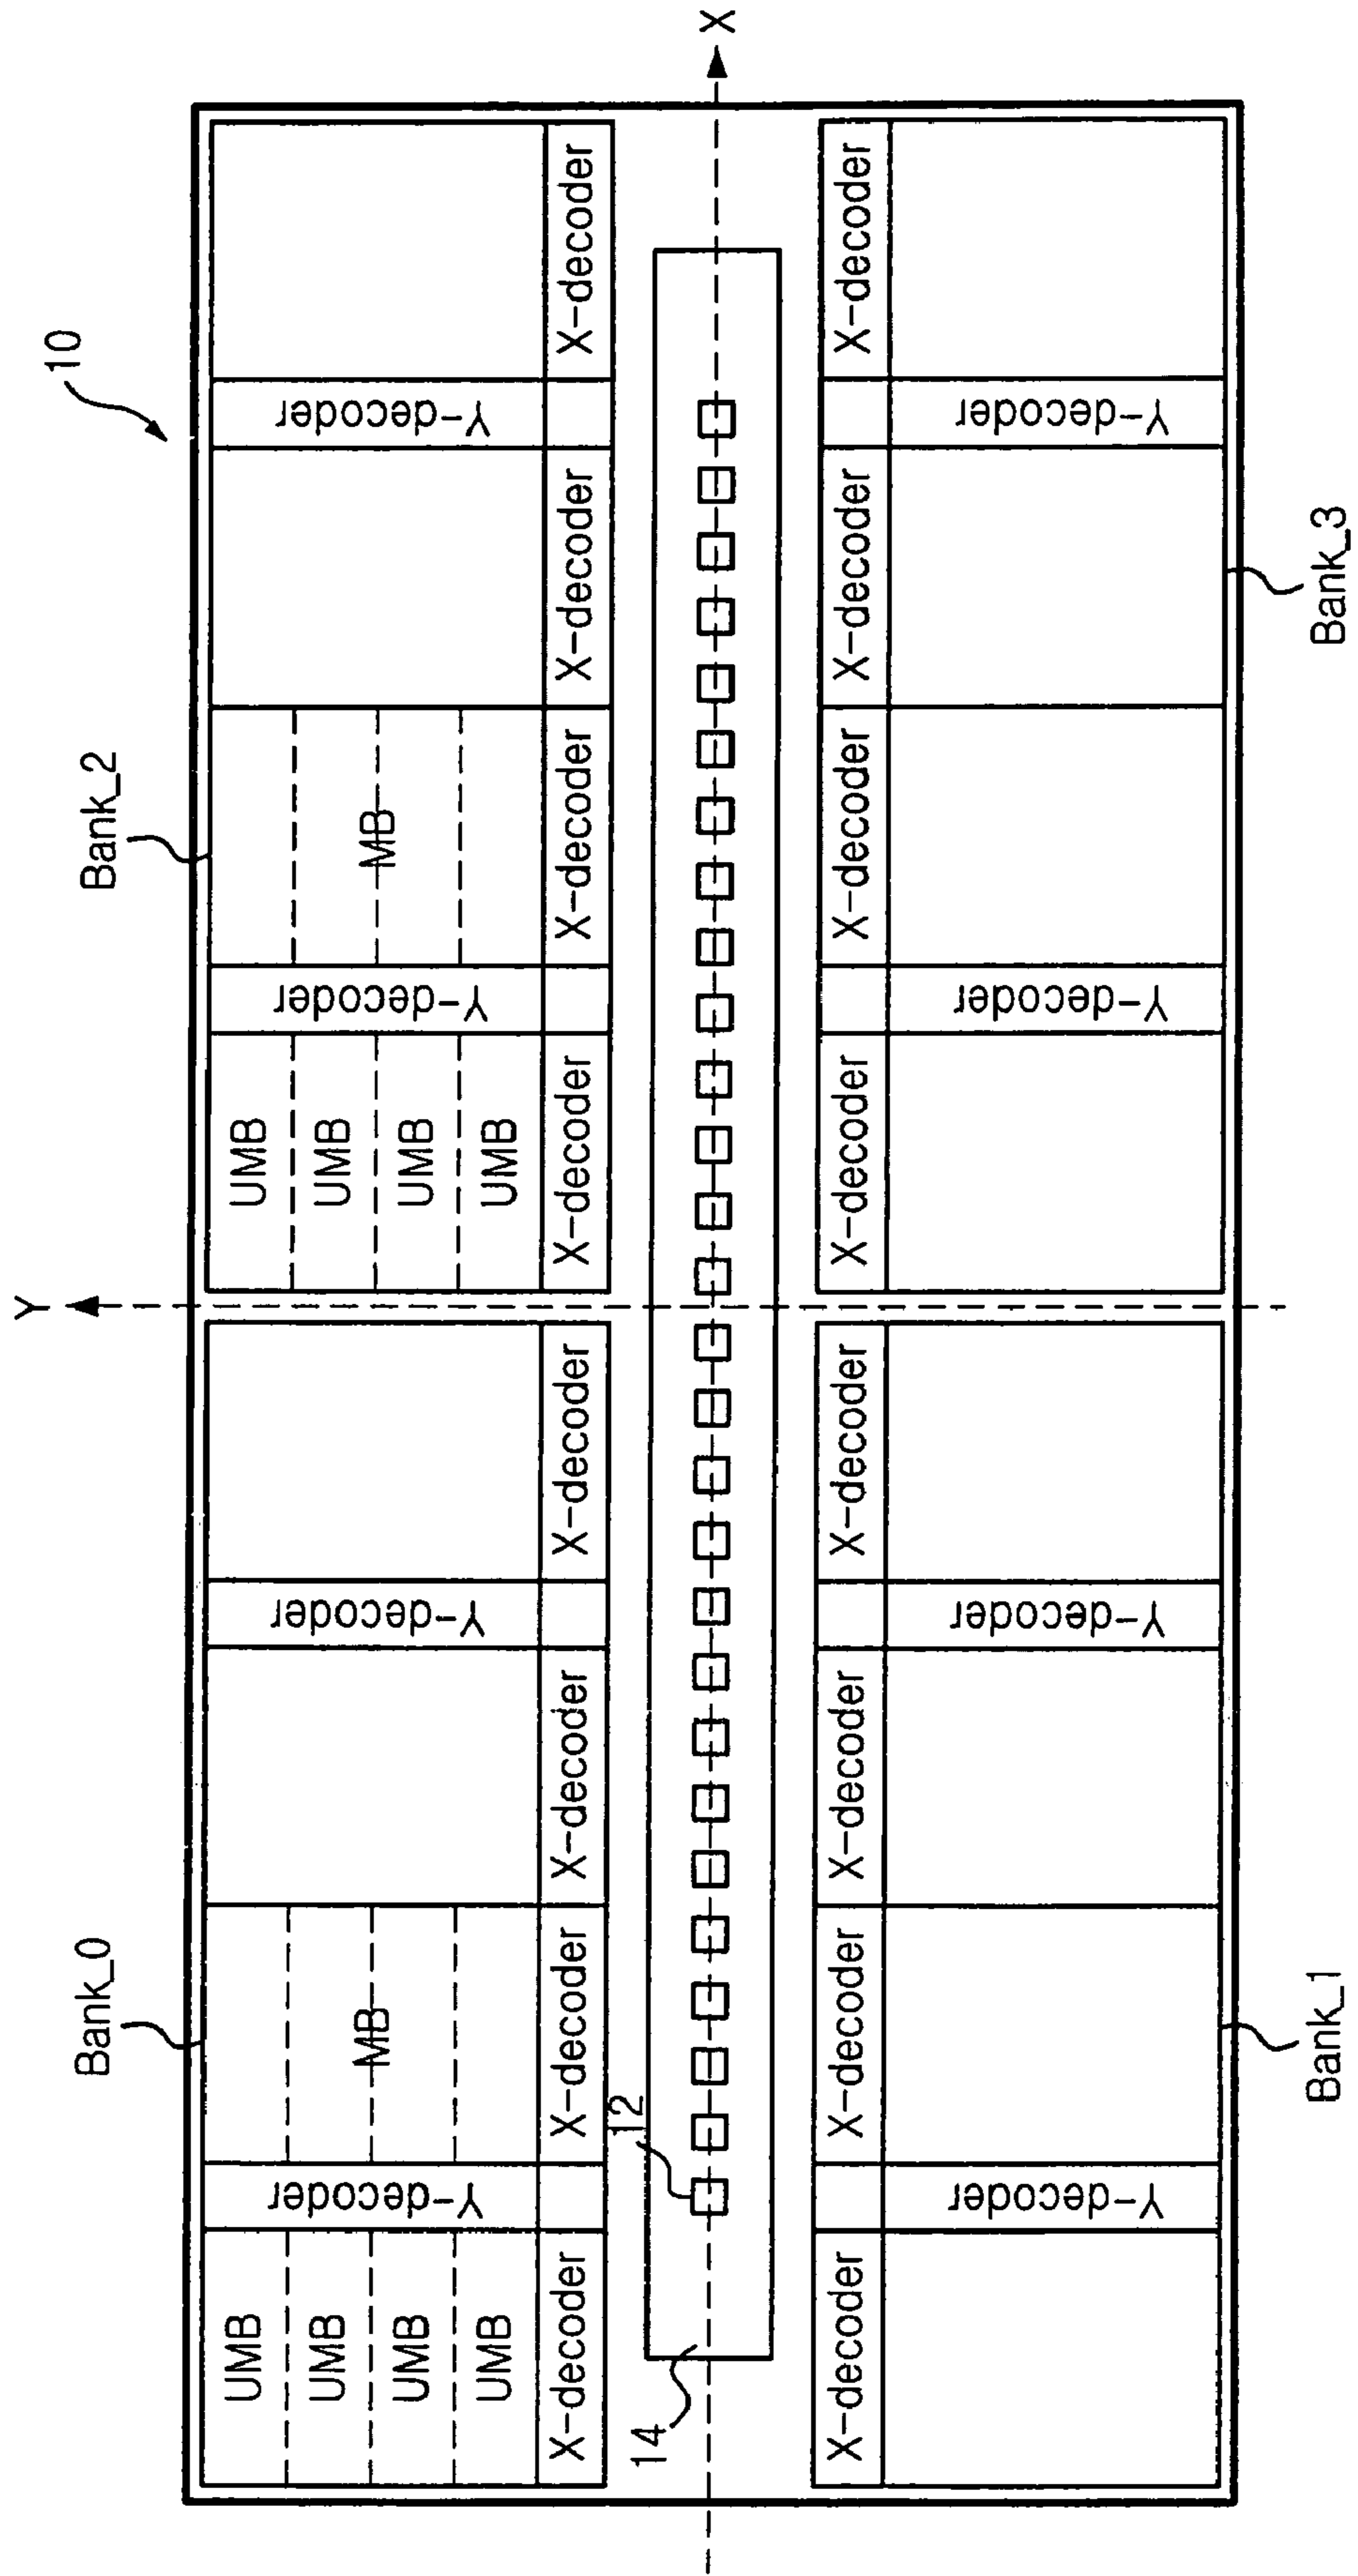 Y
10
Bank_0
Bank_2
UMB
UMB
UMB
UMB
Y-decoder
MB
Y-decoder
UMB
UMB
UMB
UMB
Y-decoder
MB
Y-decoder
X-decoder
X-decoder
X-decoder
X-decoder
X-decoder
X-decoder
X-decoder
X-decoder
14
12
X
X-decoder
X-decoder
X-decoder
X-decoder
X-decoder
X-decoder
X-decoder
X-decoder
Y-decoder
Y-decoder
Y-decoder
Y-decoder
Bank_1
Bank_3